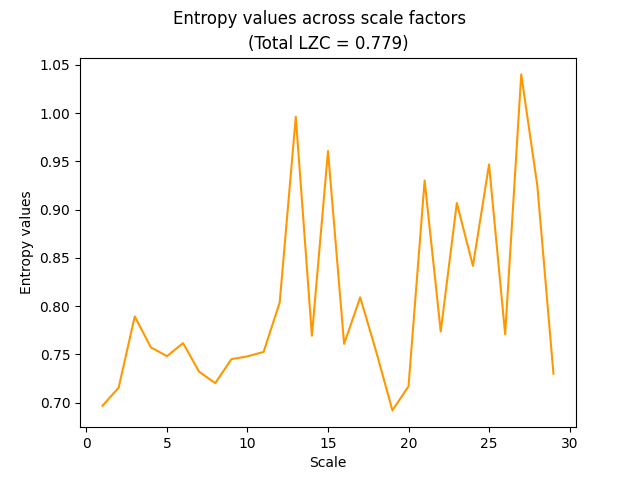 Entropy values across scale factors
(Total LZC = 0.779)
1.05
1.00
0.95
0.90
0.85
0.80
0.75
0.70
Entropy values
0 5 10 15 20 25 30
Scale